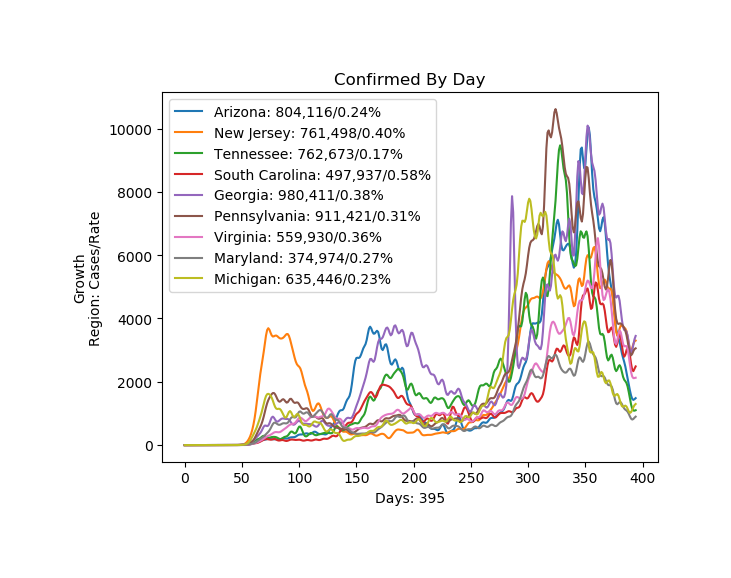 Confirmed By Day
Growth
Region: Cases/Rate
10000
8000
6000
4000
2000
0
Arizona: 804,116/0.24%
New Jersey: 761,498/0.40%
Tennessee: 762,673/0.17%
South Carolina: 497,937/0.58%
Georgia: 980,411/0.38%
Pennsylvania: 911,421/0.31%
Virginia: 559,930/0.36%
Maryland: 374,974/0.27%
Michigan: 635,446/0.23%
0 50 100 150 200 250 300 350 400
Days: 395